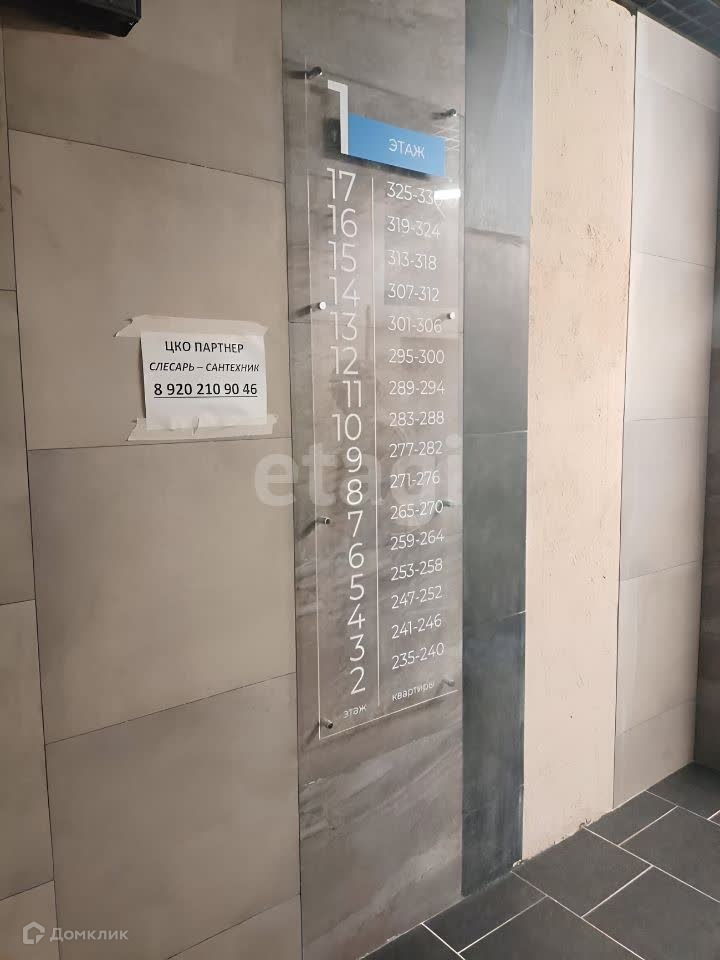 1
ЭТАЖ
17 325-330
16 319-324
15 313-318
14 307-312
13 301-306
12 295-300
11 289-294
10 283-288
9 277-282
8 271-276
7 265-270
6 259-264
5 253-258
4 247-252
3 241-246
2 235-240
этаж квартиры
ЦКО ПАРТНЕР
СЛЕСАРЬ – САНТЕХНИК
8 920 210 90 46
etagi
Домклик